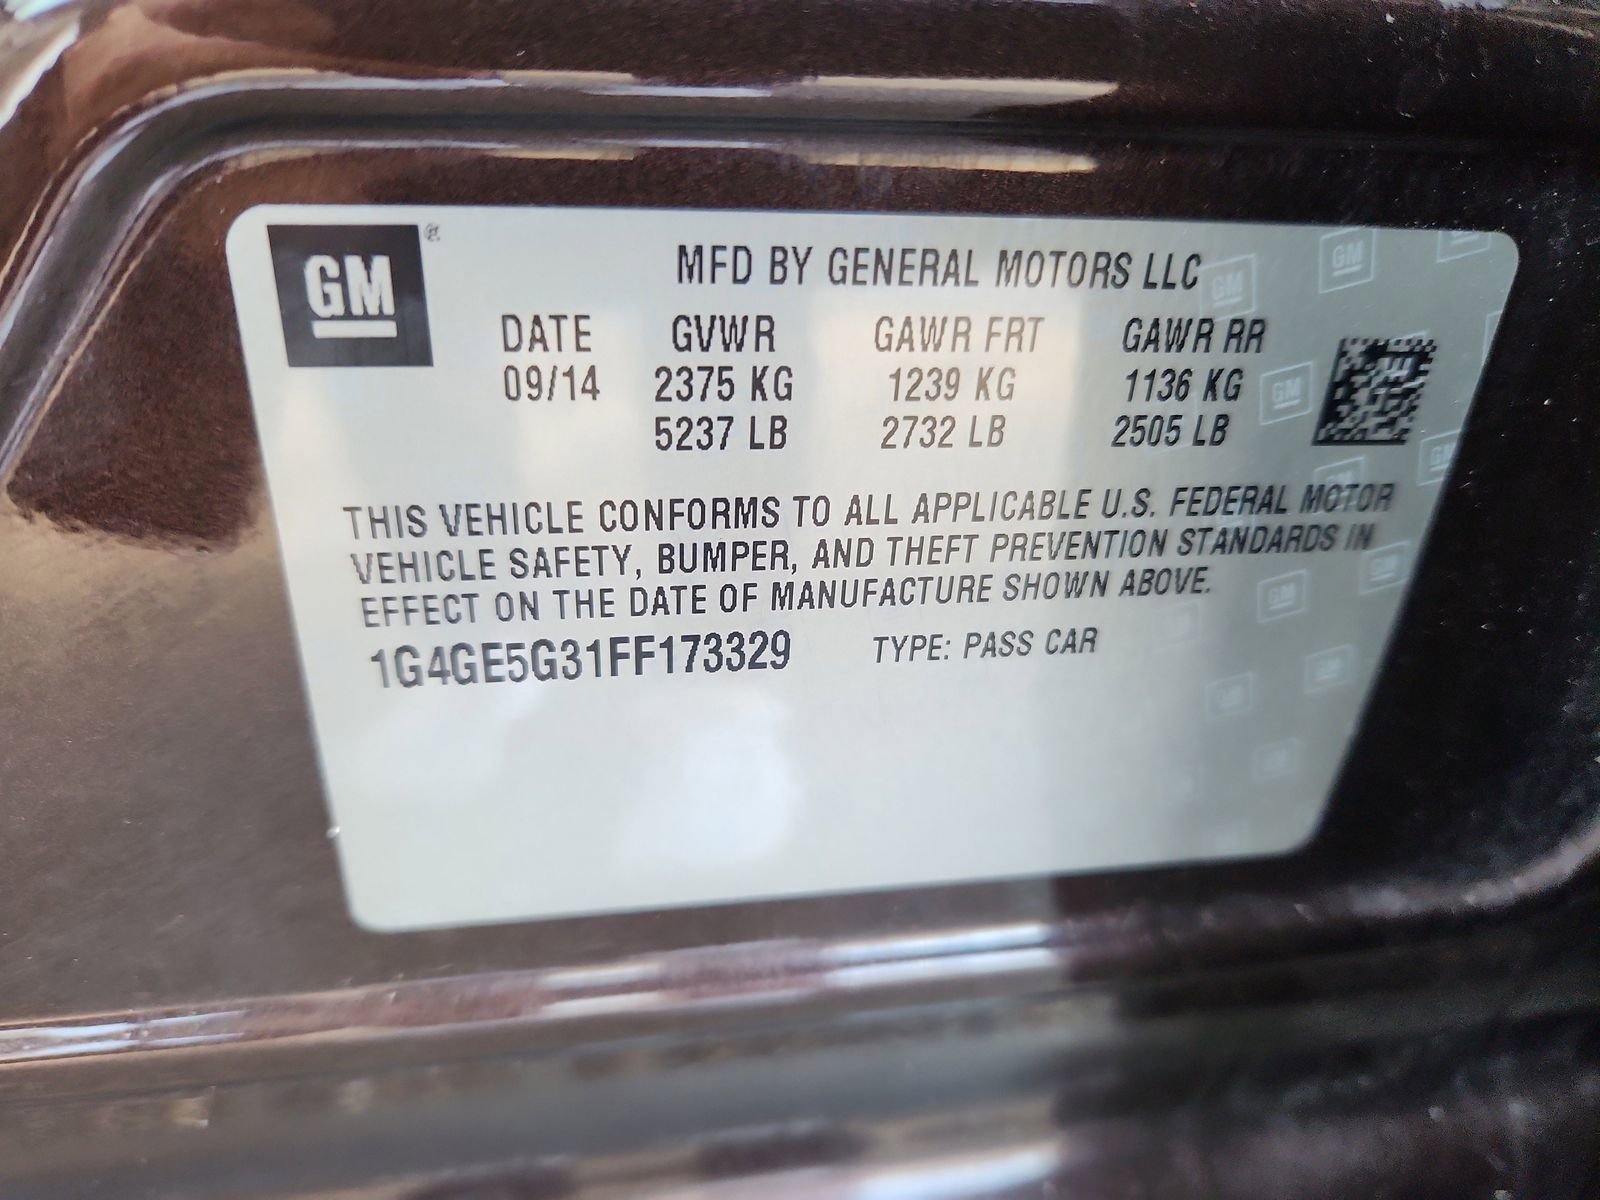 GM ®
MFD BY GENERAL MOTORS LLC
DATE GVWR GAWR FRT GAWR RR
09/14 2375 KG 1239 KG 1136 KG
5237 LB 2732 LB 2505 LB
THIS VEHICLE CONFORMS TO ALL APPLICABLE U.S. FEDERAL MOTOR
VEHICLE SAFETY, BUMPER, AND THEFT PREVENTION STANDARDS IN
EFFECT ON THE DATE OF MANUFACTURE SHOWN ABOVE.
1G4GE5G31FF173329 TYPE: PASS CAR